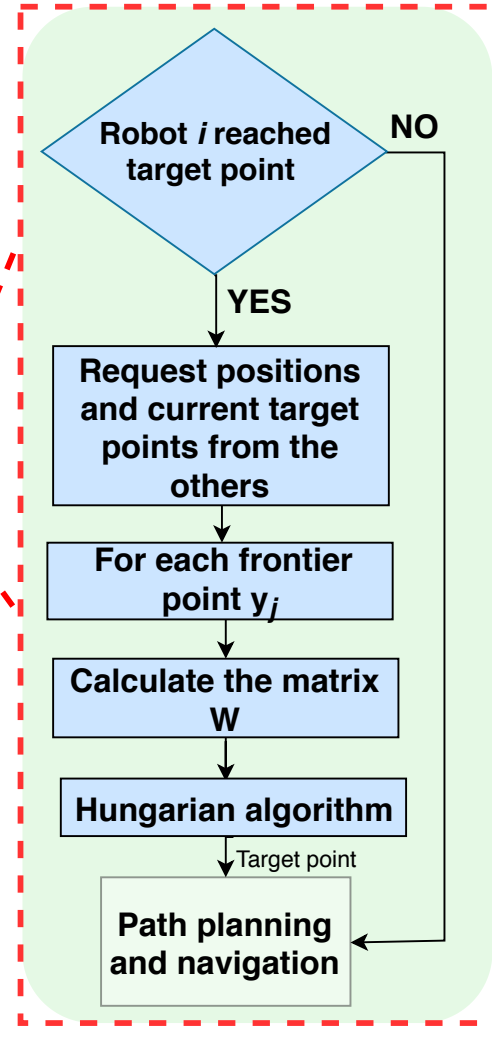 Robot i reached
target point
NO
YES
Request positions
and current target
points from the
others
For each frontier
point yj
Calculate the matrix
W
Hungarian algorithm
Target point
Path planning
and navigation